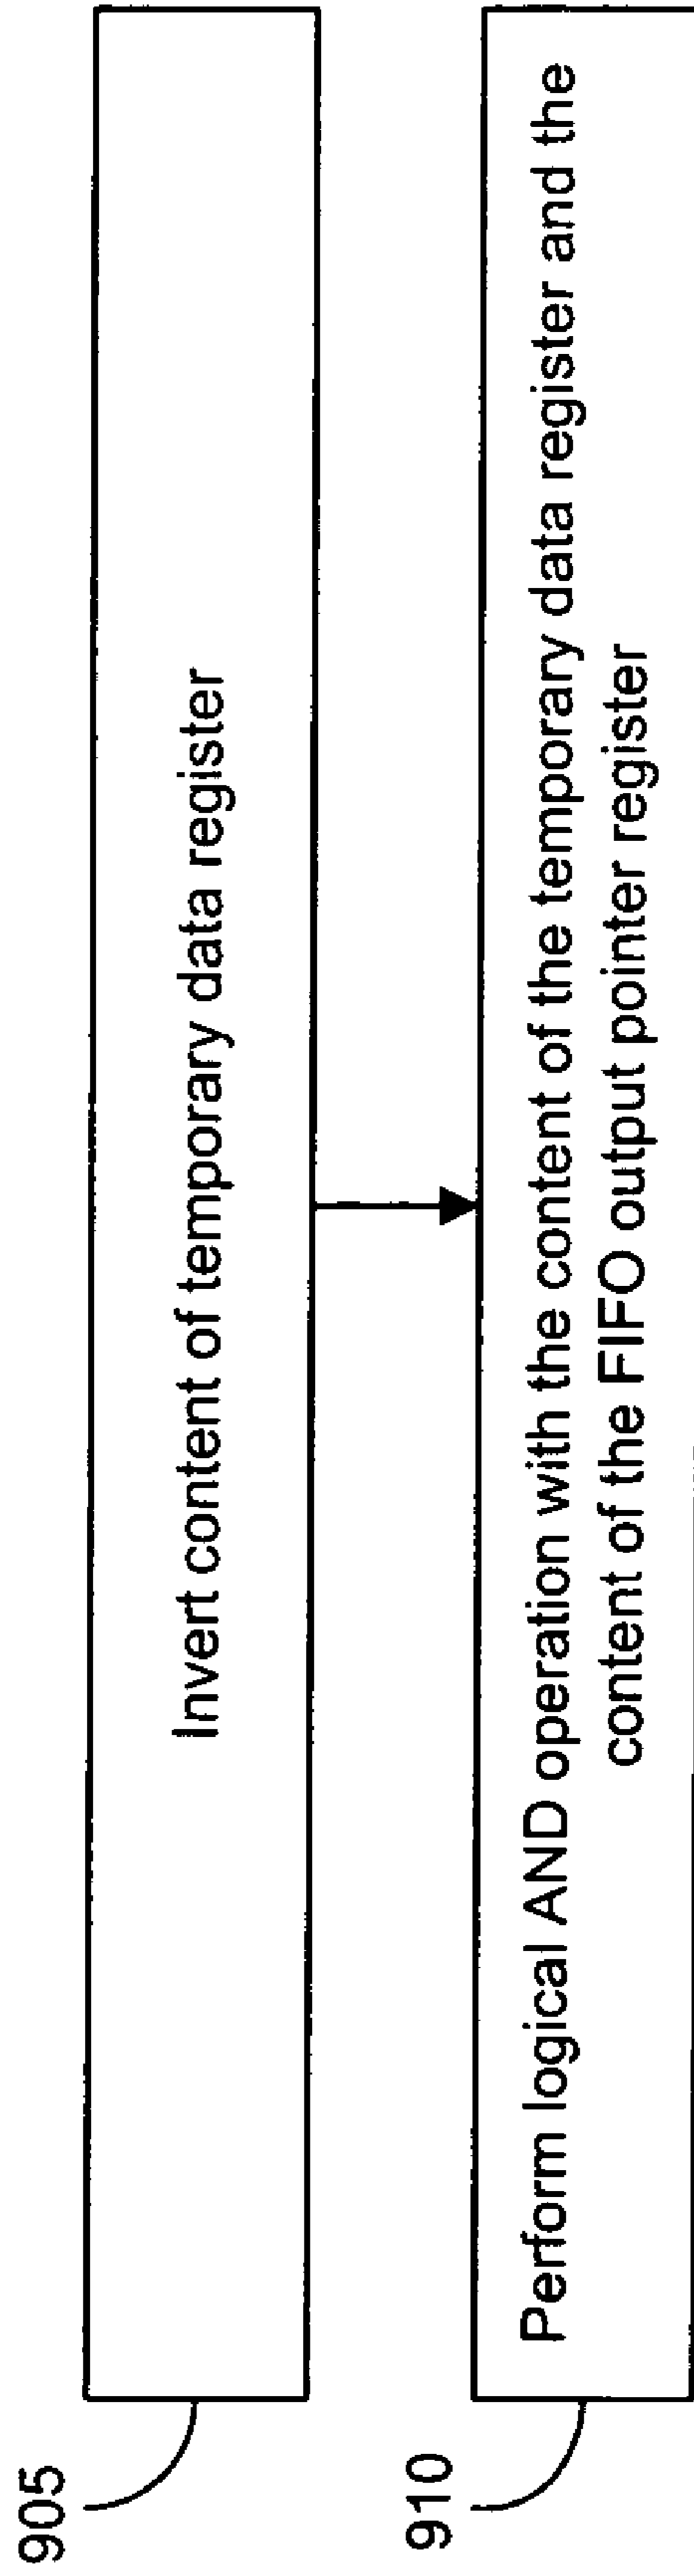 905
Invert content of temporary data register
910
Perform logical AND operation with the content of the temporary data register and the
content of the FIFO output pointer register